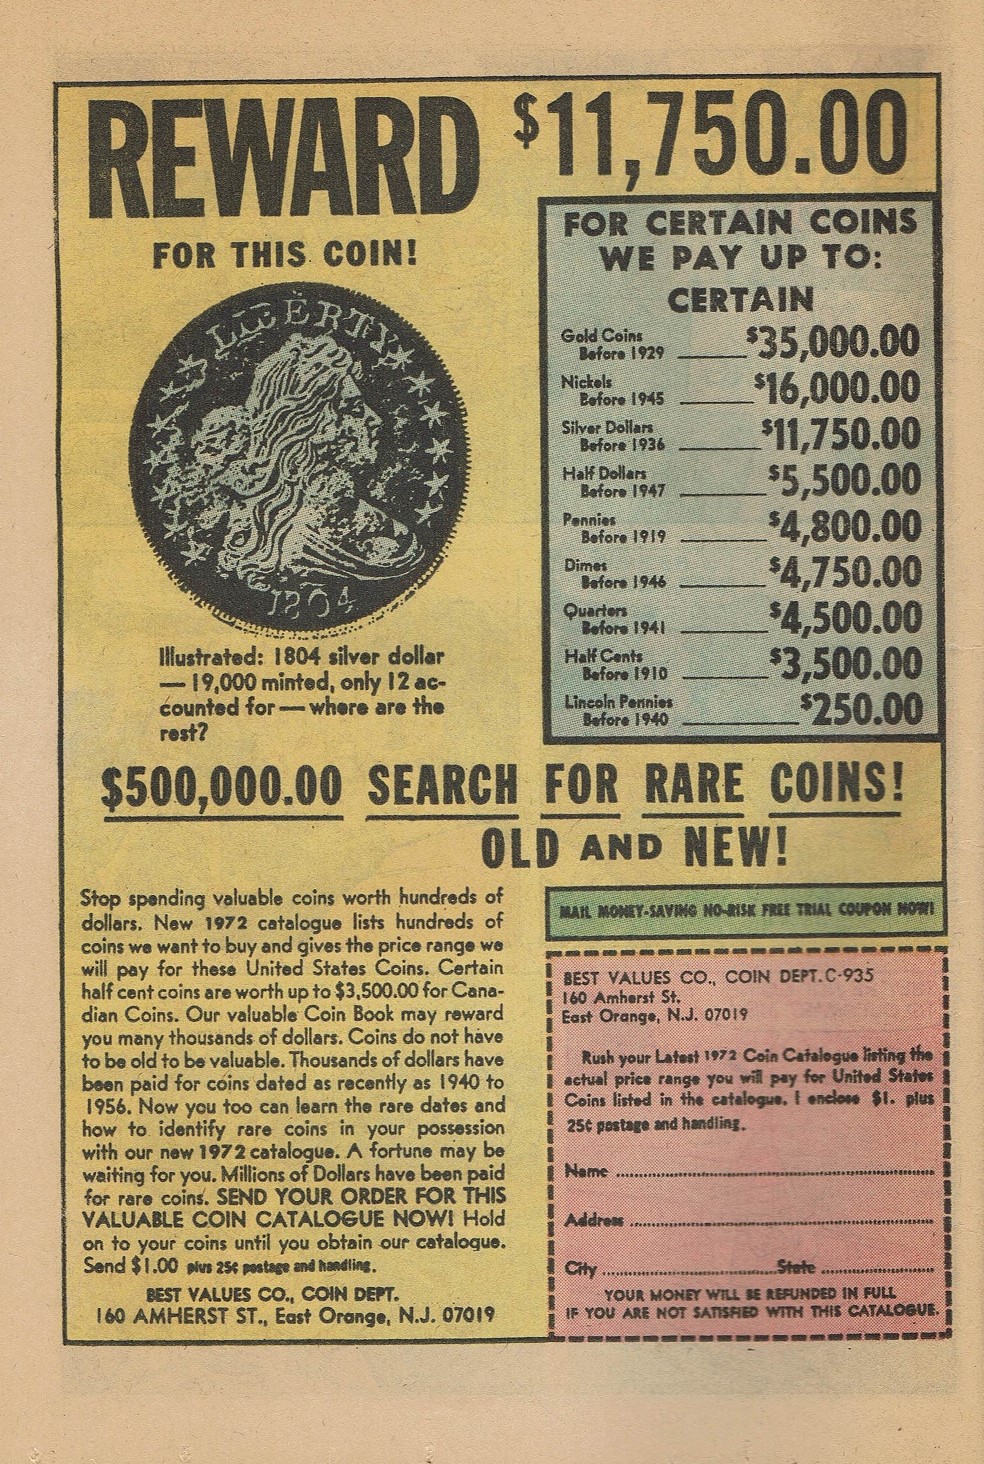 REWARD $11,750.00
FOR THIS COIN!
LIBERTY
1804
Illustrated: 1804 silver dollar
— 19,000 minted, only 12 ac-
counted for — where are the
rest?
FOR CERTAIN COINS
WE PAY UP TO:
CERTAIN
Gold Coins
Before 1929 $35,000.00
Nickels
Before 1945 $16,000.00
Silver Dollars
Before 1936 $11,750.00
Half Dollars
Before 1947 $5,500.00
Pennies
Before 1919 $4,800.00
Dimes
Before 1946 $4,750.00
Quarters
Before 1941 $4,500.00
Half Cents
Before 1910 $3,500.00
Lincoln Pennies
Before 1940 $250.00
$500,000.00 SEARCH FOR RARE COINS!
OLD AND NEW!
Stop spending valuable coins worth hundreds of
dollars. New 1972 catalogue lists hundreds of
coins we want to buy and gives the price range we
will pay for these United States Coins. Certain
half cent coins are worth up to $3,500.00 for Cana-
dian Coins. Our valuable Coin Book may reward
you many thousands of dollars. Coins do not have
to be old to be valuable. Thousands of dollars have
been paid for coins dated as recently as 1940 to
1956. Now you too can learn the rare dates and
how to identify rare coins in your possession
with our new 1972 catalogue. A fortune may be
waiting for you. Millions of Dollars have been paid
for rare coins. SEND YOUR ORDER FOR THIS
VALUABLE COIN CATALOGUE NOW! Hold
on to your coins until you obtain our catalogue.
Send $1.00 plus 25¢ postage and handling.
BEST VALUES CO., COIN DEPT.
160 AMHERST ST., East Orange, N.J. 07019
MAIL MONEY-SAVING NO-RISK FREE TRIAL COUPON NOW!
BEST VALUES CO., COIN DEPT. C-935
160 Amherst St.
East Orange, N.J. 07019
Rush your Latest 1972 Coin Catalogue listing the
actual price range you will pay for United States
Coins listed in the catalogue. I enclose $1. plus
25¢ postage and handling.
Name
Address
City State
YOUR MONEY WILL BE REFUNDED IN FULL
IF YOU ARE NOT SATISFIED WITH THIS CATALOGUE.